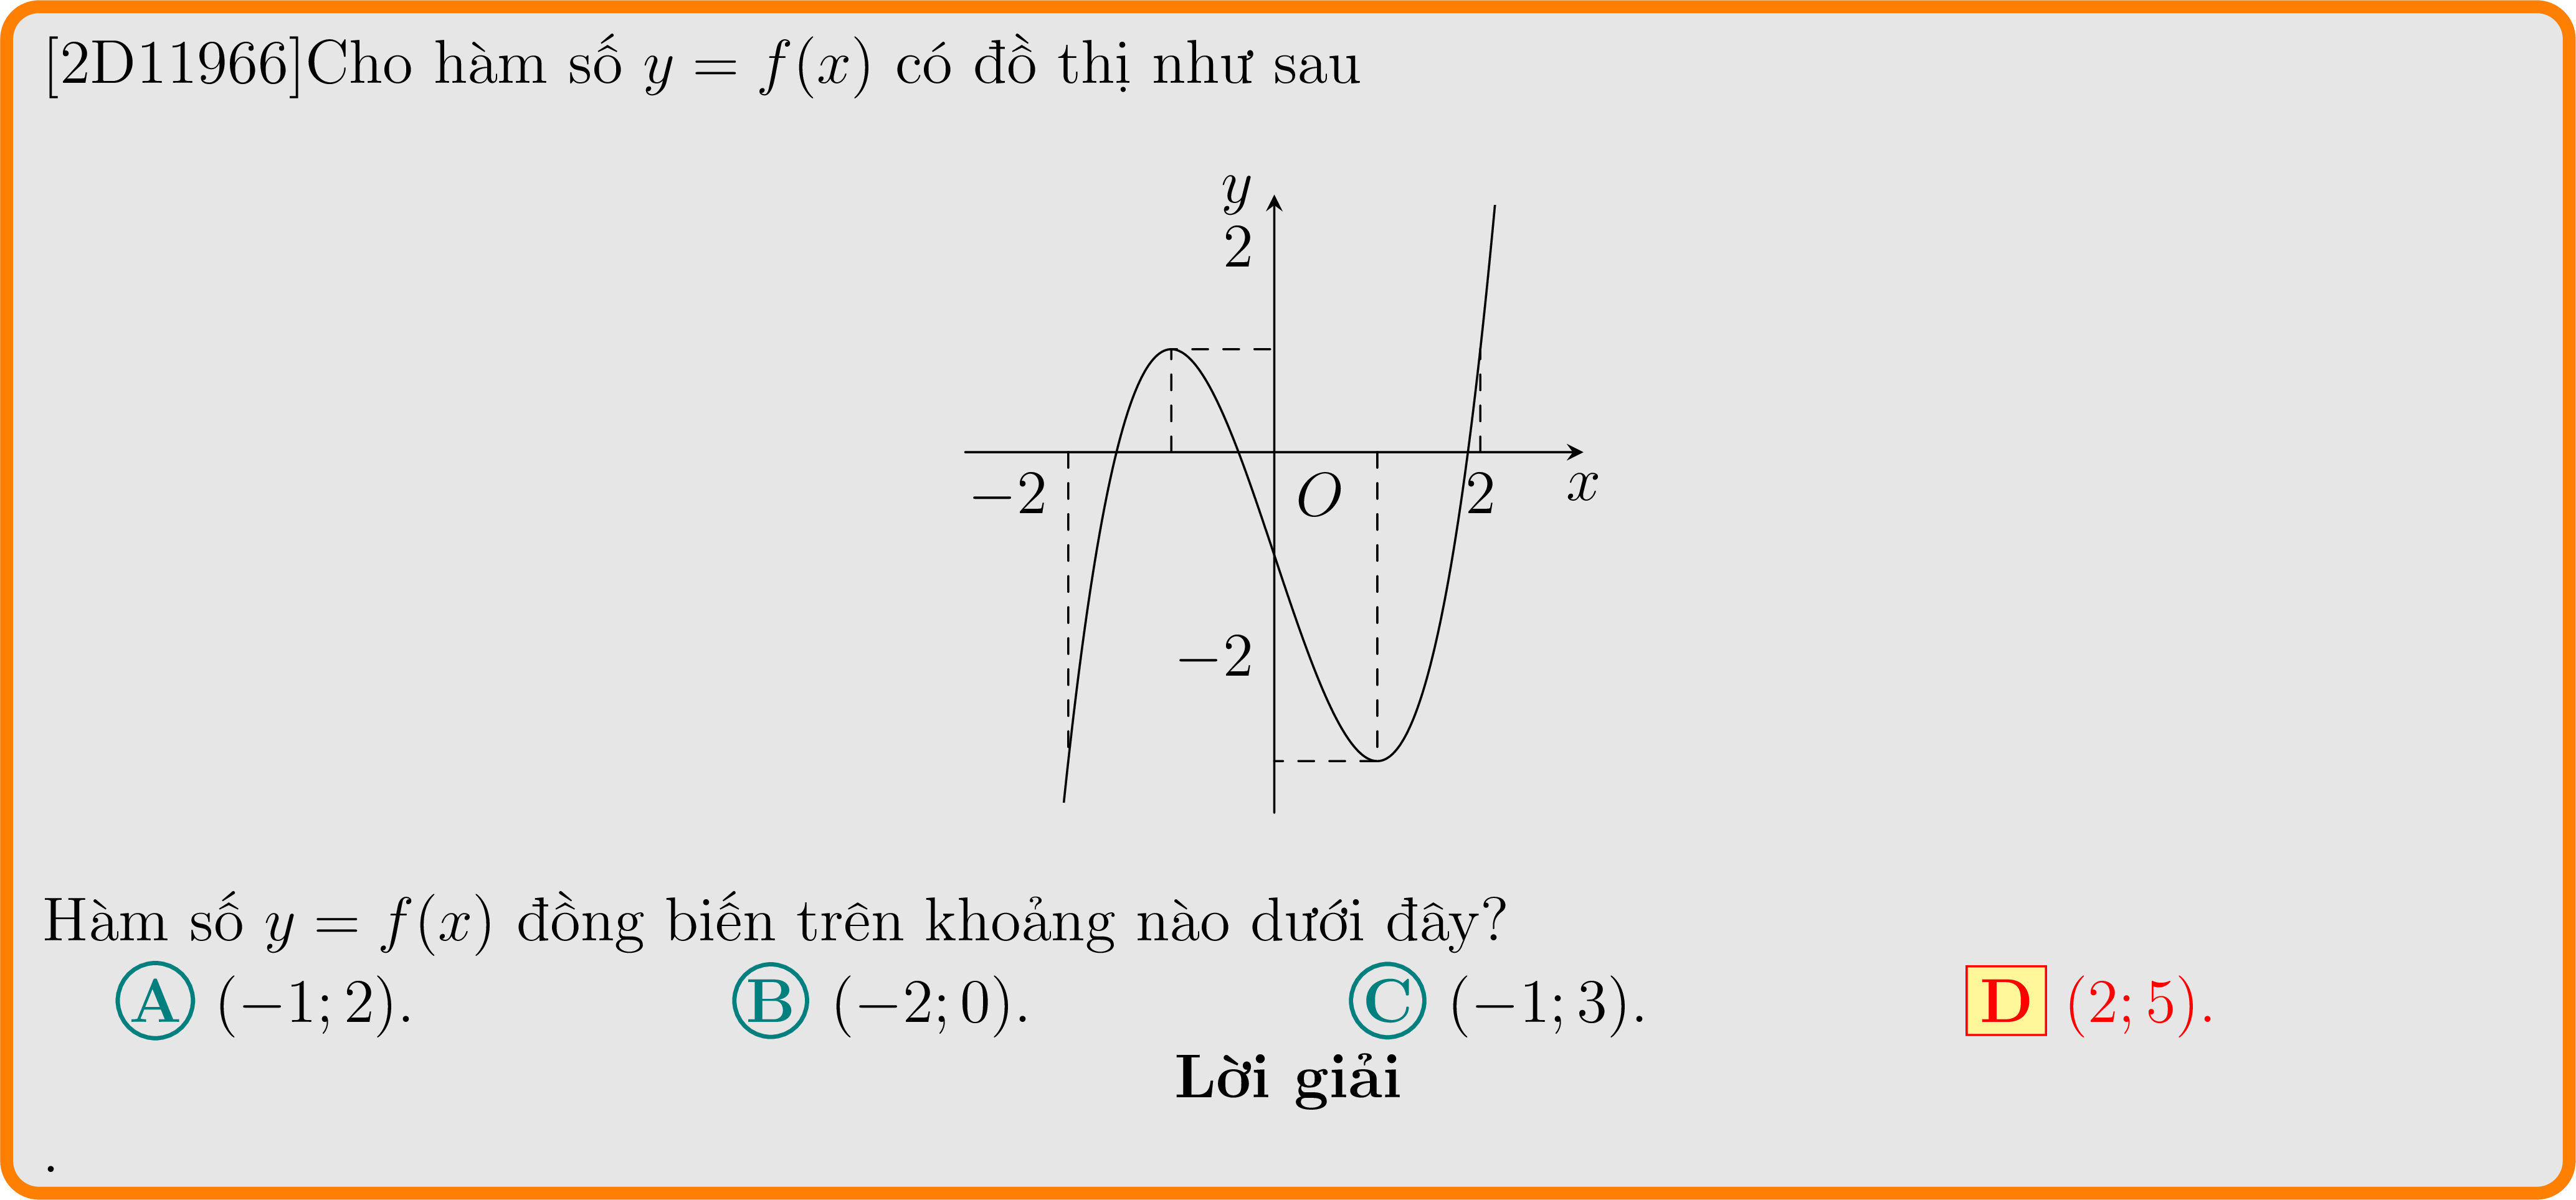 [2D11966]Cho hàm số y = f(x) có đồ thị như sau
y
2
−2 O 2 x
−2
Hàm số y = f(x) đồng biến trên khoảng nào dưới đây?
A (−1; 2). B (−2; 0). C (−1; 3). D (2; 5).
Lời giải
.